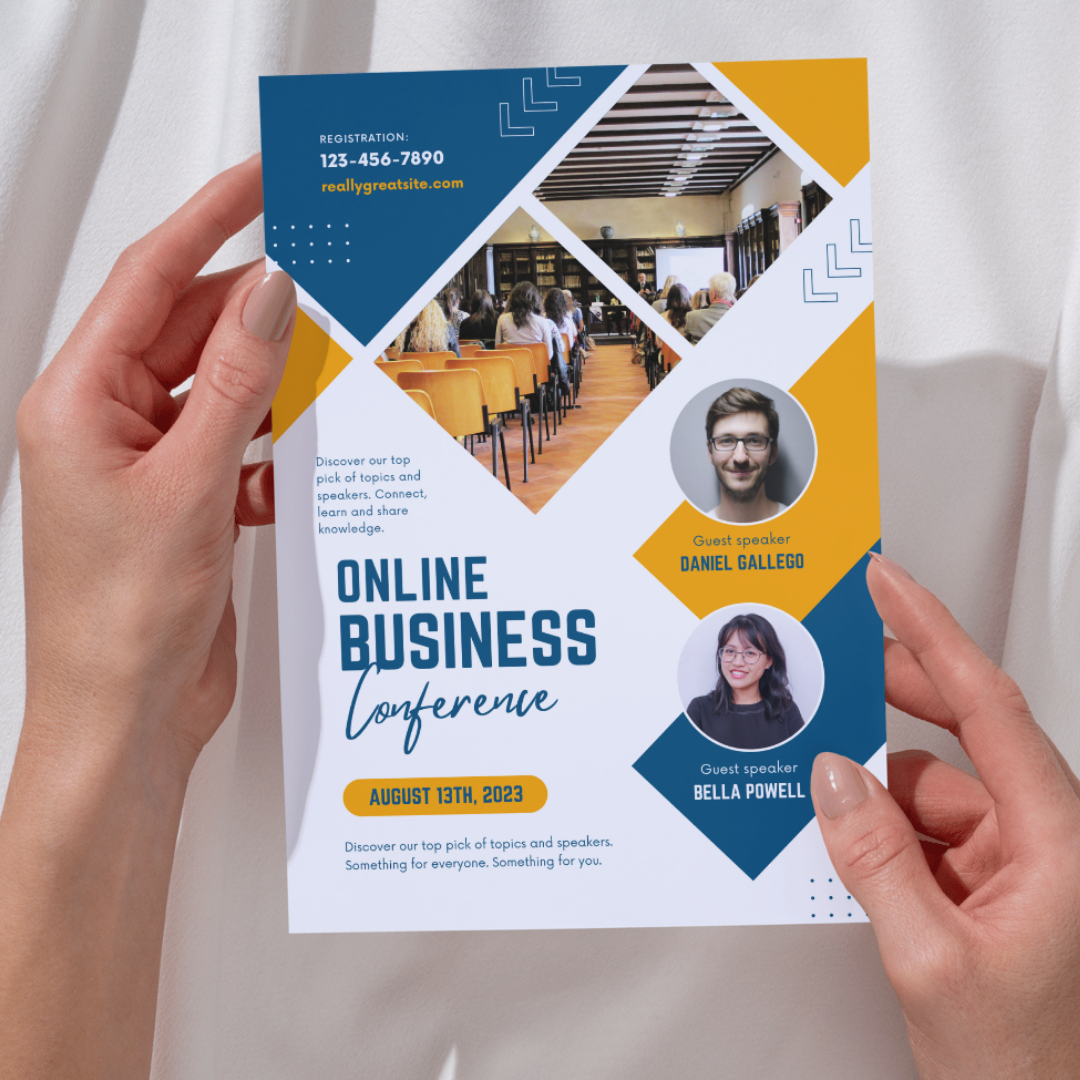 REGISTRATION:
123-456-7890
reallygreatsite.com
Discover our top
pick of topics and
speakers. Connect,
learn and share
knowledge.
ONLINE
BUSINESS
Conference
AUGUST 13TH, 2023
Discover our top pick of topics and speakers.
Something for everyone. Something for you.
Guest speaker
DANIEL GALLEGO
Guest speaker
BELLA POWELL